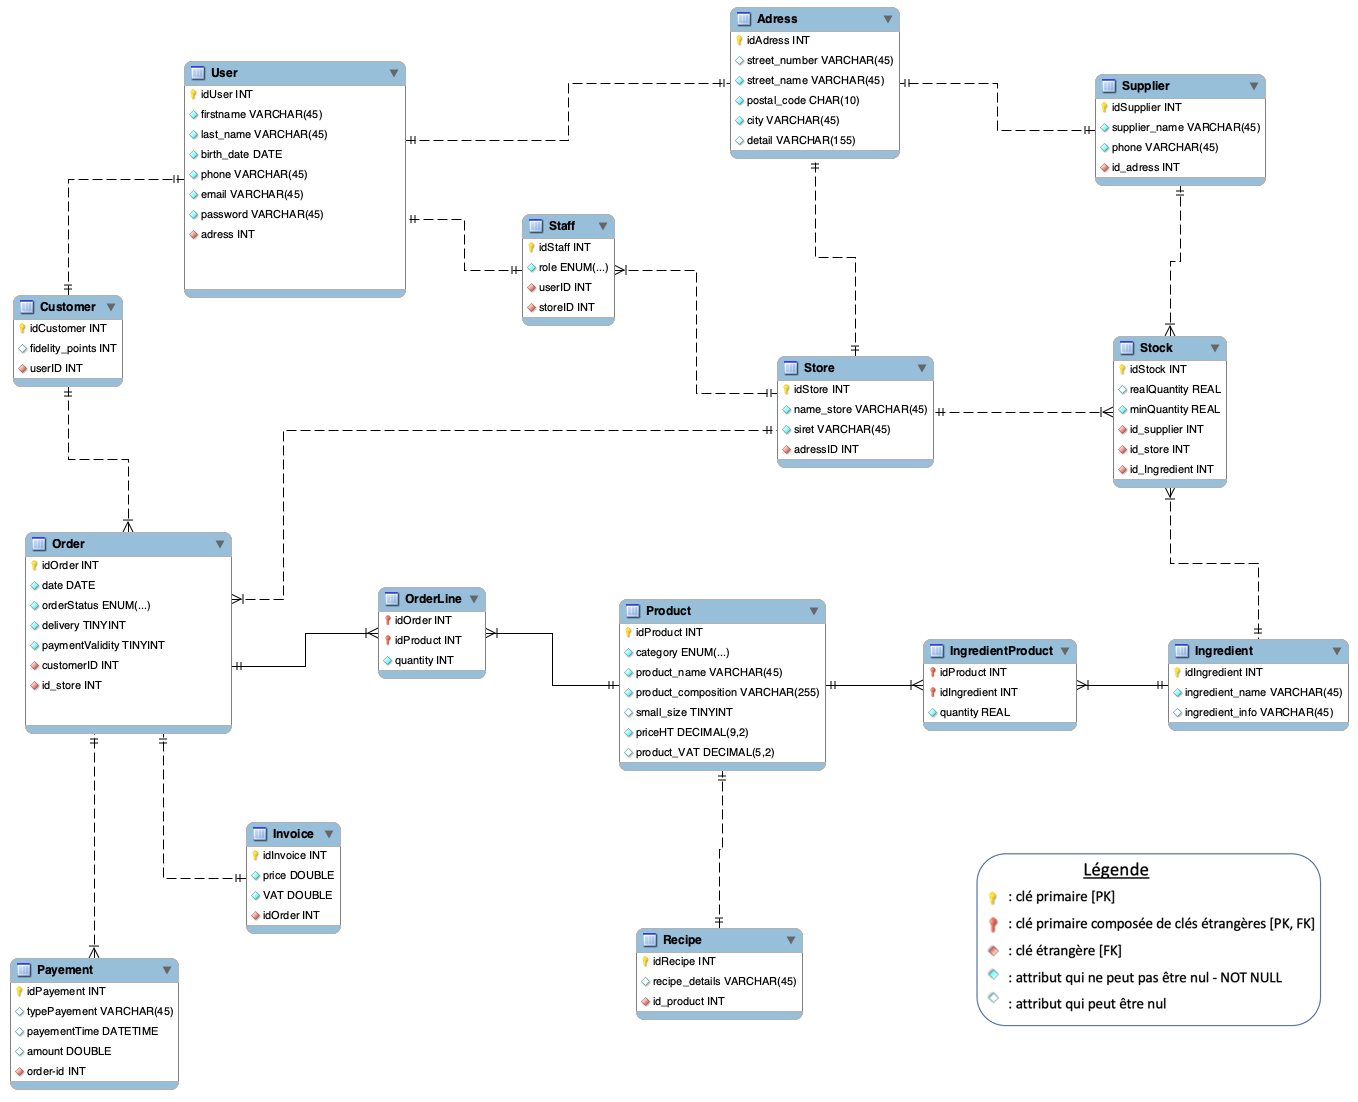 Adress
idAdress INT
street_number VARCHAR(45)
street_name VARCHAR(45)
postal_code CHAR(10)
city VARCHAR(45)
detail VARCHAR(155)
User
idUser INT
firstname VARCHAR(45)
last_name VARCHAR(45)
birth_date DATE
phone VARCHAR(45)
email VARCHAR(45)
password VARCHAR(45)
adress INT
Supplier
idSupplier INT
supplier_name VARCHAR(45)
phone VARCHAR(45)
id_adress INT
Staff
idStaff INT
role ENUM(...)
userID INT
storeID INT
Customer
idCustomer INT
fidelity_points INT
userID INT
Store
idStore INT
name_store VARCHAR(45)
siret VARCHAR(45)
adressID INT
Stock
idStock INT
realQuantity REAL
minQuantity REAL
id_supplier INT
id_store INT
id_Ingredient INT
Order
idOrder INT
date DATE
orderStatus ENUM(...)
delivery TINYINT
paymentValidity TINYINT
customerID INT
id_store INT
OrderLine
idOrder INT
idProduct INT
quantity INT
Product
idProduct INT
category ENUM(...)
product_name VARCHAR(45)
product_composition VARCHAR(255)
small_size TINYINT
priceHT DECIMAL(9,2)
product_VAT DECIMAL(5,2)
IngredientProduct
idProduct INT
idIngredient INT
quantity REAL
Ingredient
idIngredient INT
ingredient_name VARCHAR(45)
ingredient_info VARCHAR(45)
Invoice
idInvoice INT
price DOUBLE
VAT DOUBLE
idOrder INT
Recipe
idRecipe INT
recipe_details VARCHAR(45)
id_product INT
Payement
idPayement INT
typePayement VARCHAR(45)
payementTime DATETIME
amount DOUBLE
order-id INT
Légende
: clé primaire [PK]
: clé primaire composée de clés étrangères [PK, FK]
: clé étrangère [FK]
: attribut qui ne peut pas être nul - NOT NULL
: attribut qui peut être nul